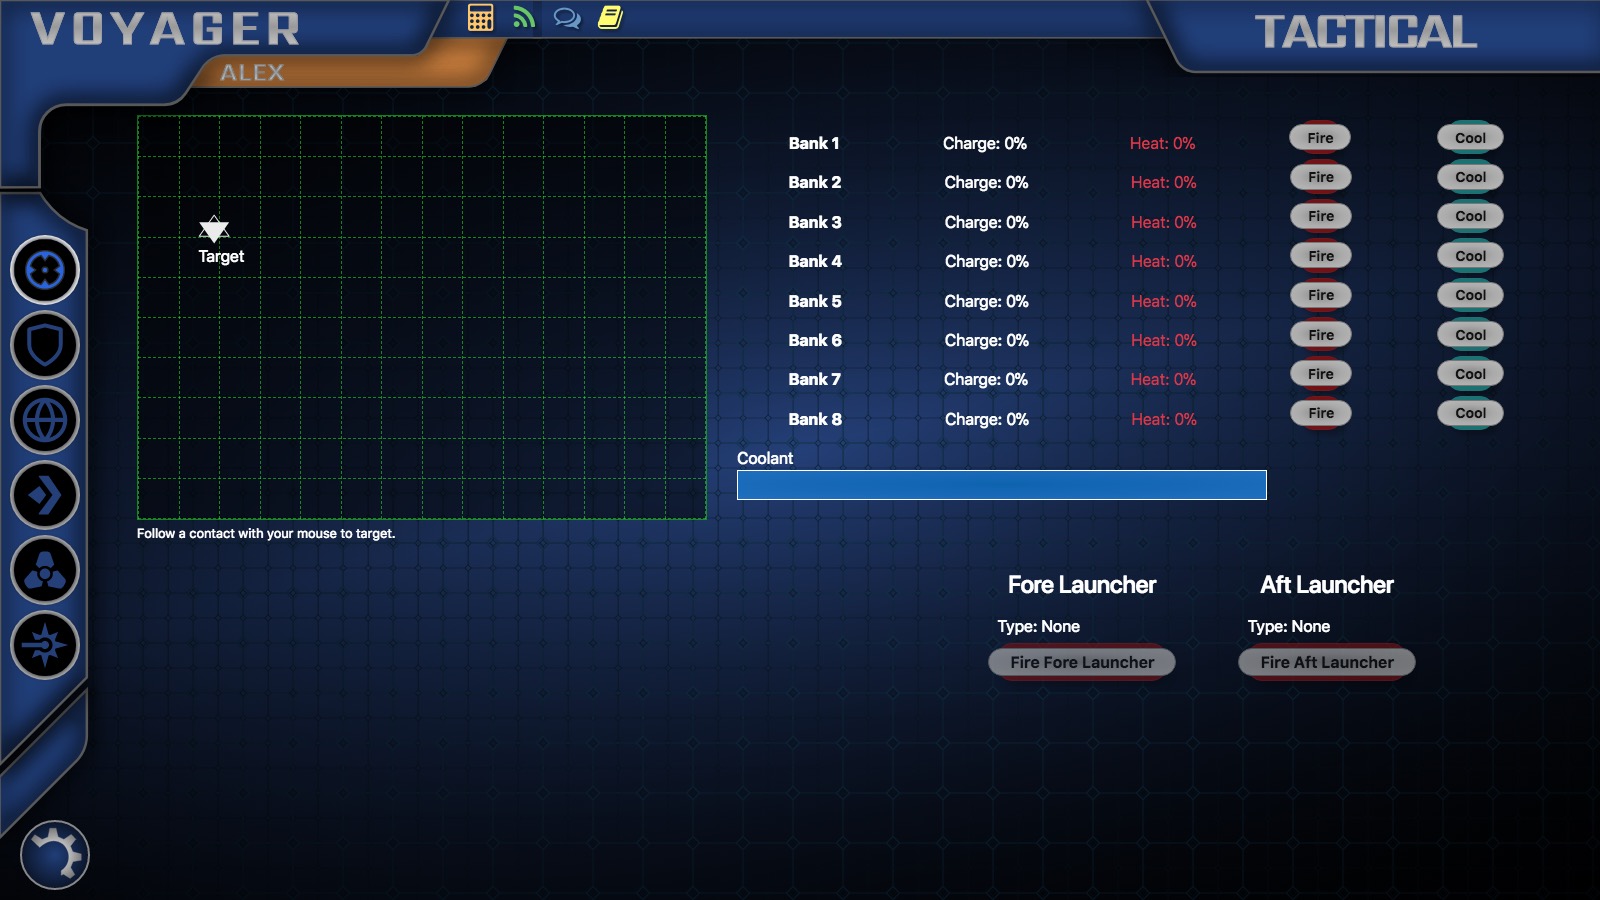 VOYAGER
ALEX
TACTICAL
Target
Follow a contact with your mouse to target.
Bank 1 Charge: 0% Heat: 0% Fire Cool
Bank 2 Charge: 0% Heat: 0% Fire Cool
Bank 3 Charge: 0% Heat: 0% Fire Cool
Bank 4 Charge: 0% Heat: 0% Fire Cool
Bank 5 Charge: 0% Heat: 0% Fire Cool
Bank 6 Charge: 0% Heat: 0% Fire Cool
Bank 7 Charge: 0% Heat: 0% Fire Cool
Bank 8 Charge: 0% Heat: 0% Fire Cool
Coolant
Fore Launcher
Type: None
Fire Fore Launcher
Aft Launcher
Type: None
Fire Aft Launcher